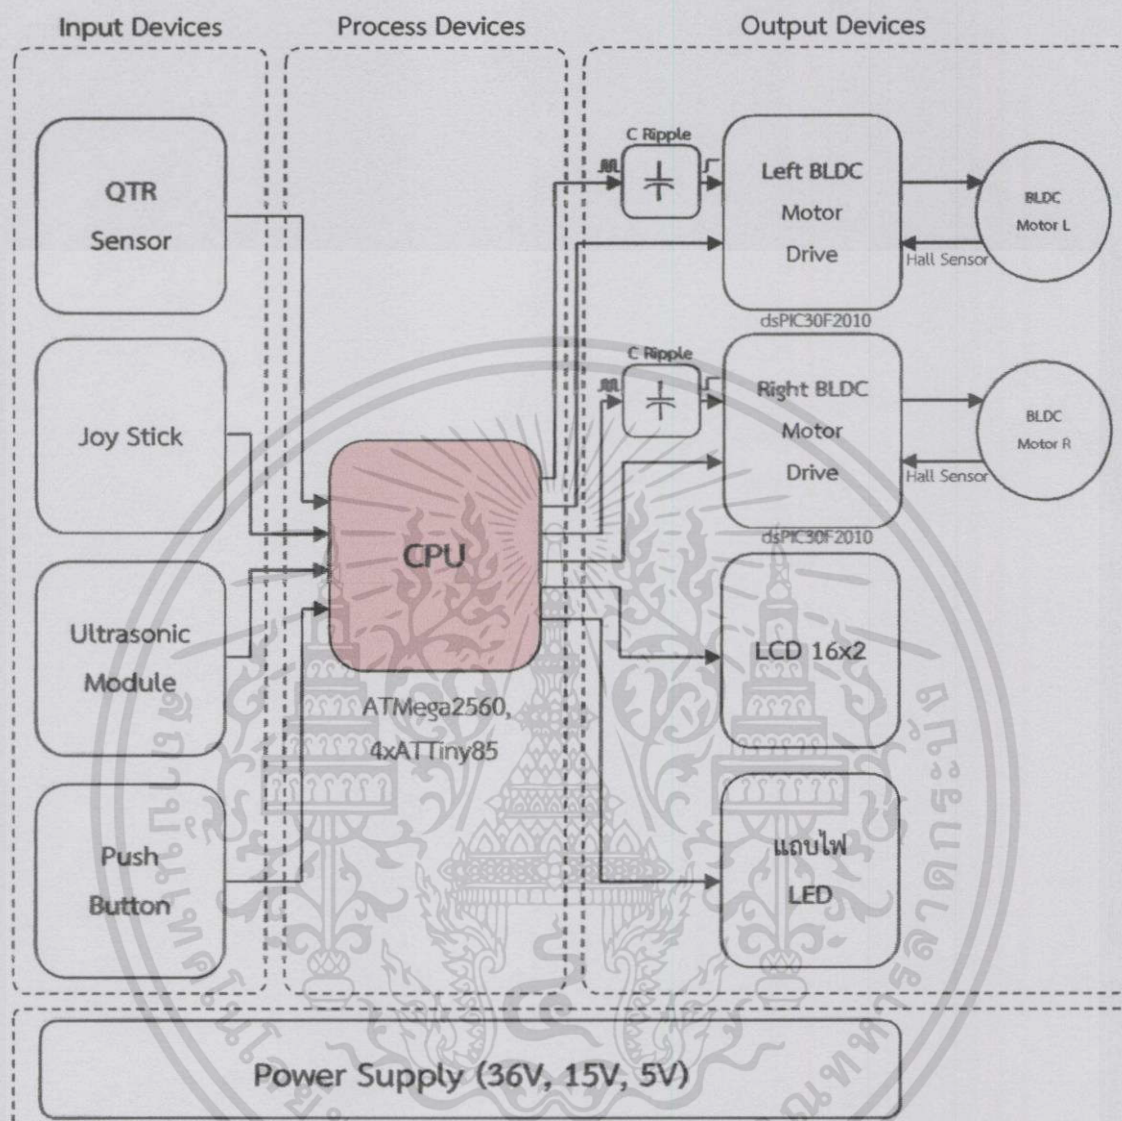 Input Devices
Process Devices
Output Devices
QTR
Sensor
Joy Stick
Ultrasonic
Module
Push
Button
CPU
ATMega2560,
4xATTiny85
C Ripple
Left BLDC
Motor
Drive
dsPIC30F2010
BLDC
Motor L
Hall Sensor
C Ripple
Right BLDC
Motor
Drive
dsPIC30F2010
BLDC
Motor R
Hall Sensor
LCD 16x2
แถบไฟ
LED
Power Supply (36V, 15V, 5V)